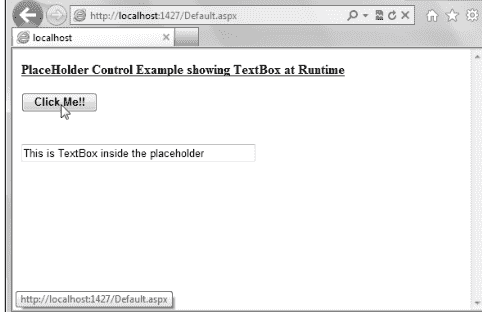 http://localhost:1427/Default.aspx
localhost
PlaceHolder Control Example showing TextBox at Runtime
Click Me!!
This is TextBox inside the placeholder
http://localhost:1427/Default.aspx